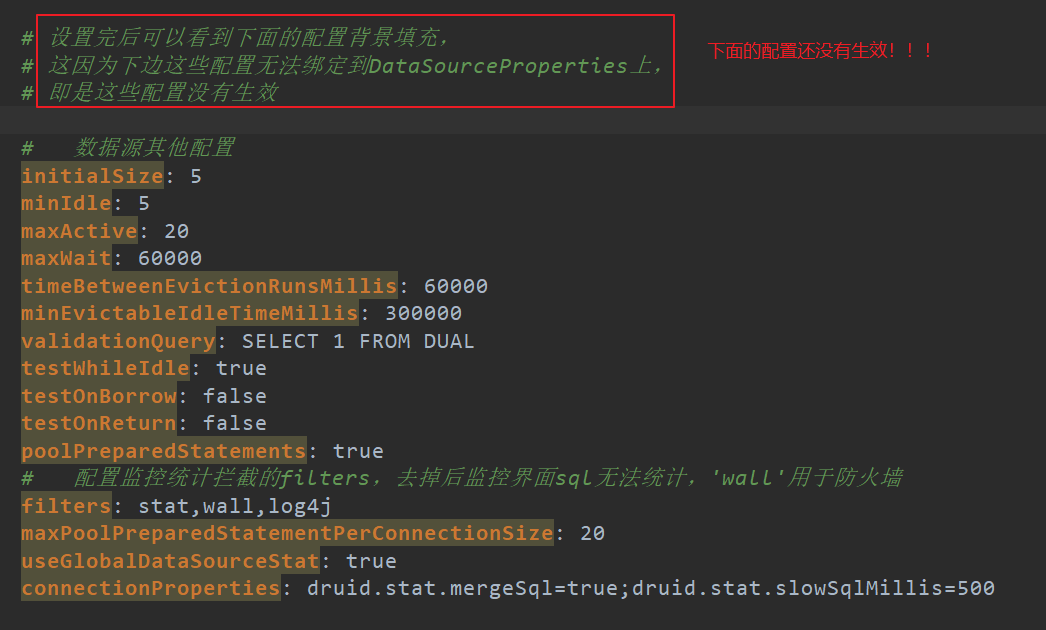 # 设置完后可以看到下面的配置背景填充，
下面的配置还没有生效！！！
# 这因为下边这些配置无法绑定到DataSourceProperties上，
# 即是这些配置没有生效
# 数据源其他配置
initialSize: 5
minIdle: 5
maxActive: 20
maxWait: 60000
timeBetweenEvictionRunsMillis: 60000
minEvictableIdleTimeMillis: 300000
validationQuery: SELECT 1 FROM DUAL
testWhileIdle: true
testOnBorrow: false
testOnReturn: false
poolPreparedStatements: true
# 配置监控统计拦截的filters，去掉后监控界面sql无法统计，'wall'用于防火墙
filters: stat,wall,log4j
maxPoolPreparedStatementPerConnectionSize: 20
useGlobalDataSourceStat: true
connectionProperties: druid.stat.mergeSql=true;druid.stat.slowSqlMillis=500